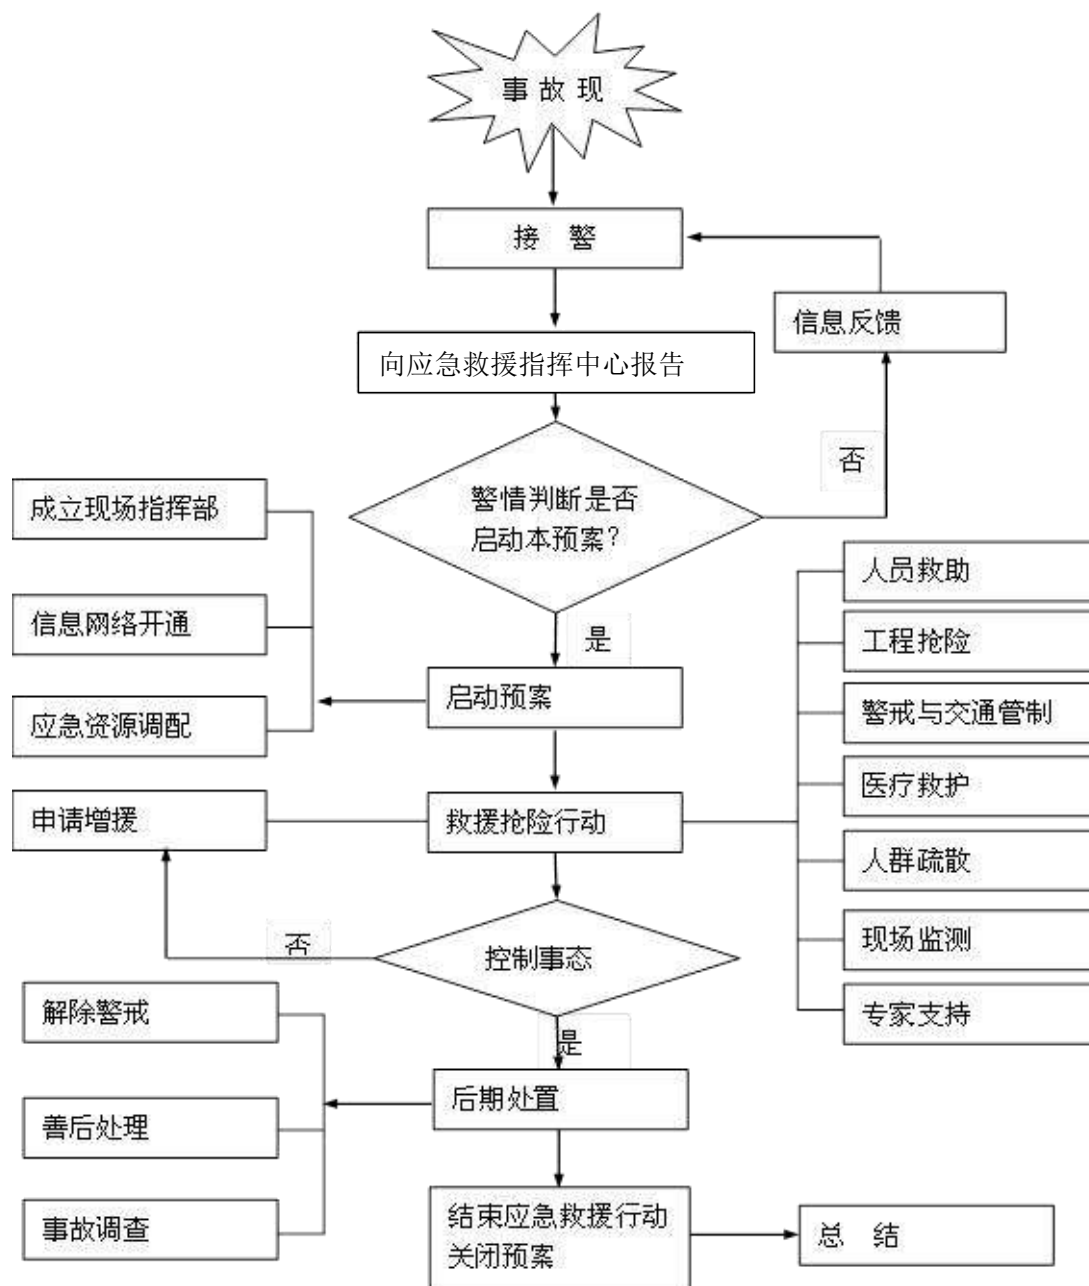 事故现
接 警
信息反馈
向应急救援指挥中心报告
否
警情判断是否
启动本预案?
是
成立现场指挥部
信息网络开通
应急资源调配
启动预案
人员救助
工程抢险
警戒与交通管制
医疗救护
人群疏散
现场监测
专家支持
申请增援
救援抢险行动
否
控制事态
是
解除警戒
善后处理
事故调查
后期处置
结束应急救援行动
关闭预案
总 结